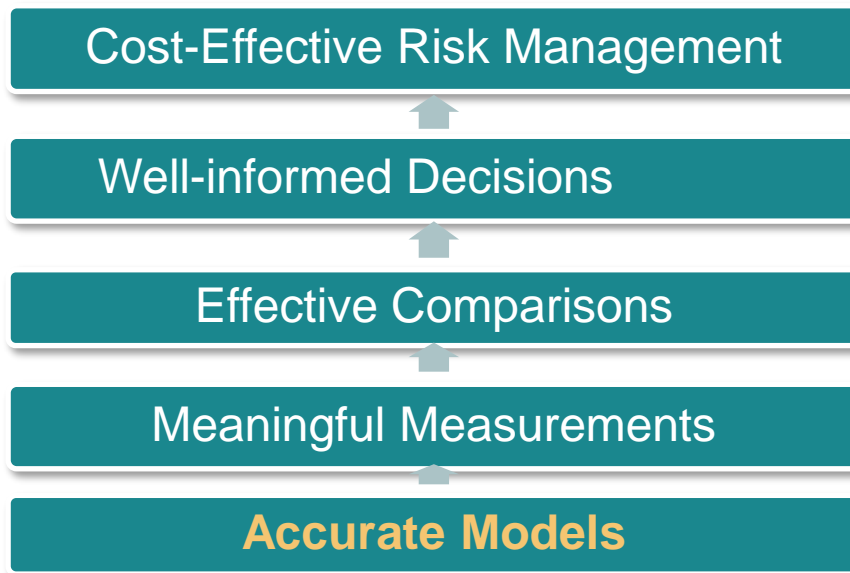 Cost-Effective Risk Management
Well-informed Decisions
Effective Comparisons
Meaningful Measurements
Accurate Models